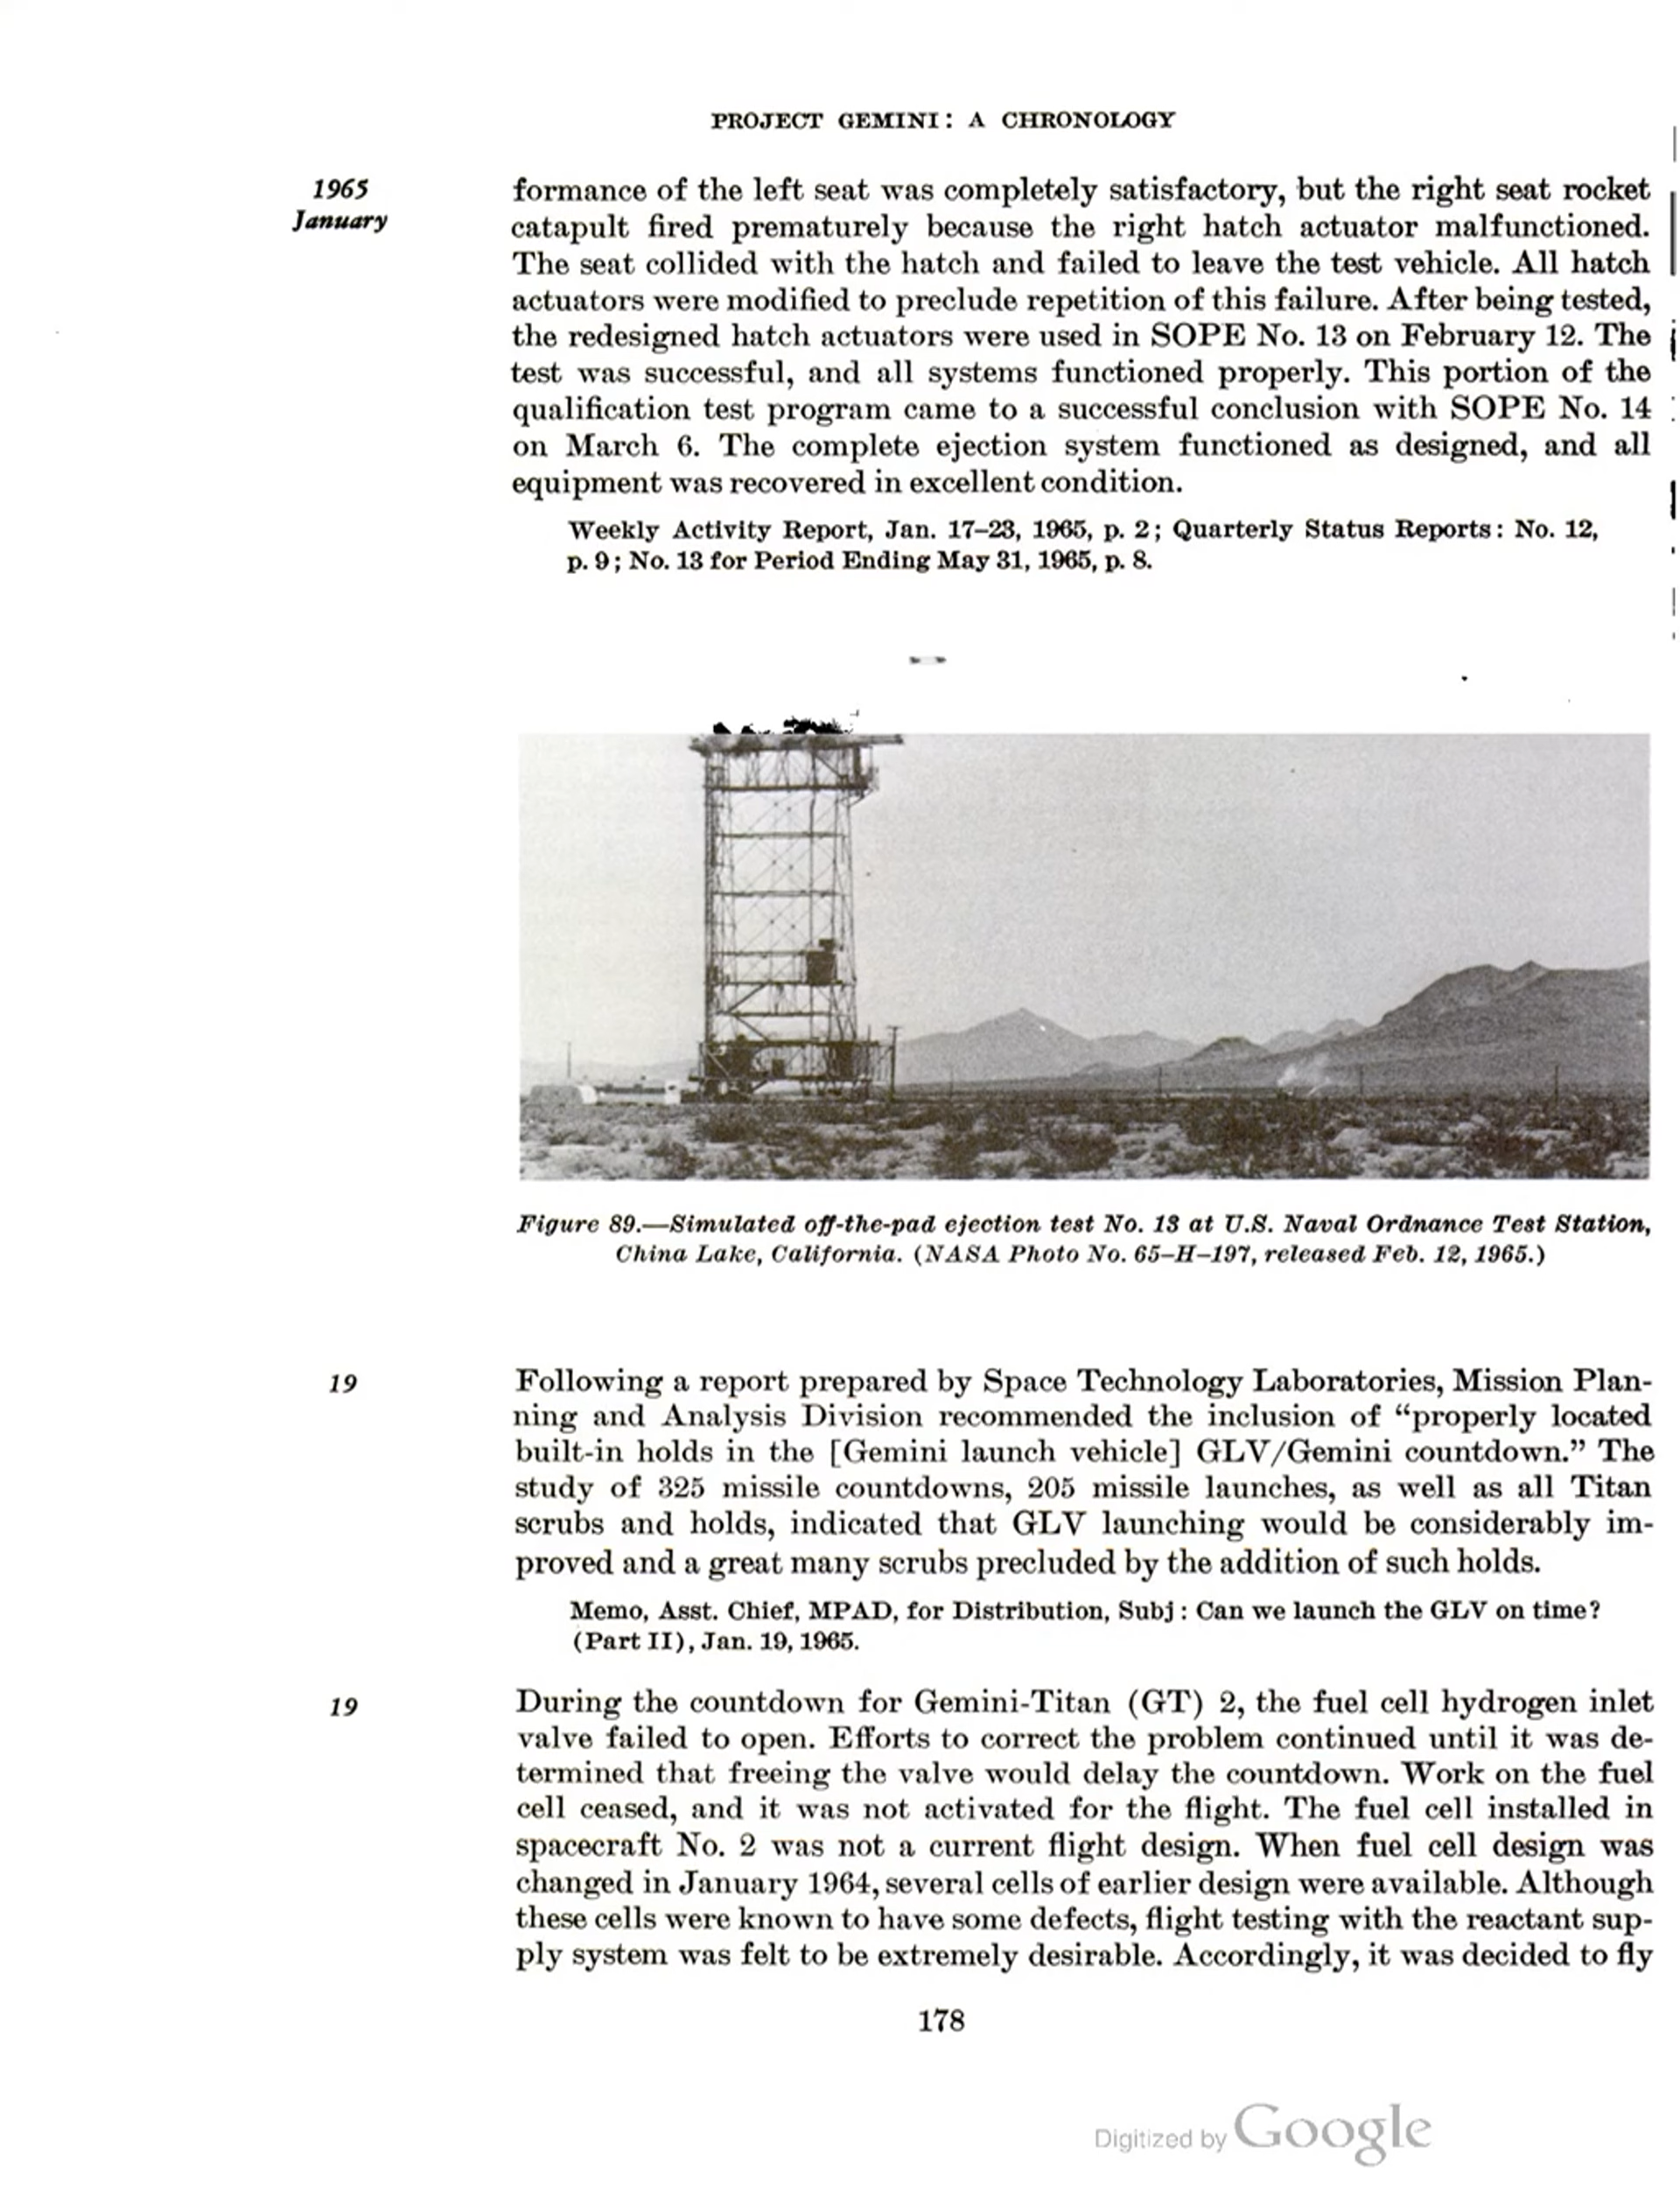 PROJECT GEMINI: A CHRONOLOGY
1965
January
formance of the left seat was completely satisfactory, but the right seat rocket
catapult fired prematurely because the right hatch actuator malfunctioned.
The seat collided with the hatch and failed to leave the test vehicle. All hatch
actuators were modified to preclude repetition of this failure. After being tested,
the redesigned hatch actuators were used in SOPE No. 13 on February 12. The
test was successful, and all systems functioned properly. This portion of the
qualification test program came to a successful conclusion with SOPE No. 14
on March 6. The complete ejection system functioned as designed, and all
equipment was recovered in excellent condition.
Weekly Activity Report, Jan. 17–23, 1965, p. 2; Quarterly Status Reports: No. 12,
p. 9; No. 13 for Period Ending May 31, 1965, p. 8.
Figure 89.—Simulated off-the-pad ejection test No. 13 at U.S. Naval Ordnance Test Station,
China Lake, California. (NASA Photo No. 65–H–197, released Feb. 12, 1965.)
19
Following a report prepared by Space Technology Laboratories, Mission Plan-
ning and Analysis Division recommended the inclusion of “properly located
built-in holds in the [Gemini launch vehicle] GLV/Gemini countdown.” The
study of 325 missile countdowns, 205 missile launches, as well as all Titan
scrubs and holds, indicated that GLV launching would be considerably im-
proved and a great many scrubs precluded by the addition of such holds.
Memo, Asst. Chief, MPAD, for Distribution, Subj: Can we launch the GLV on time?
(Part II), Jan. 19, 1965.
19
During the countdown for Gemini-Titan (GT) 2, the fuel cell hydrogen inlet
valve failed to open. Efforts to correct the problem continued until it was de-
termined that freeing the valve would delay the countdown. Work on the fuel
cell ceased, and it was not activated for the flight. The fuel cell installed in
spacecraft No. 2 was not a current flight design. When fuel cell design was
changed in January 1964, several cells of earlier design were available. Although
these cells were known to have some defects, flight testing with the reactant sup-
ply system was felt to be extremely desirable. Accordingly, it was decided to fly
178
Digitized by Google